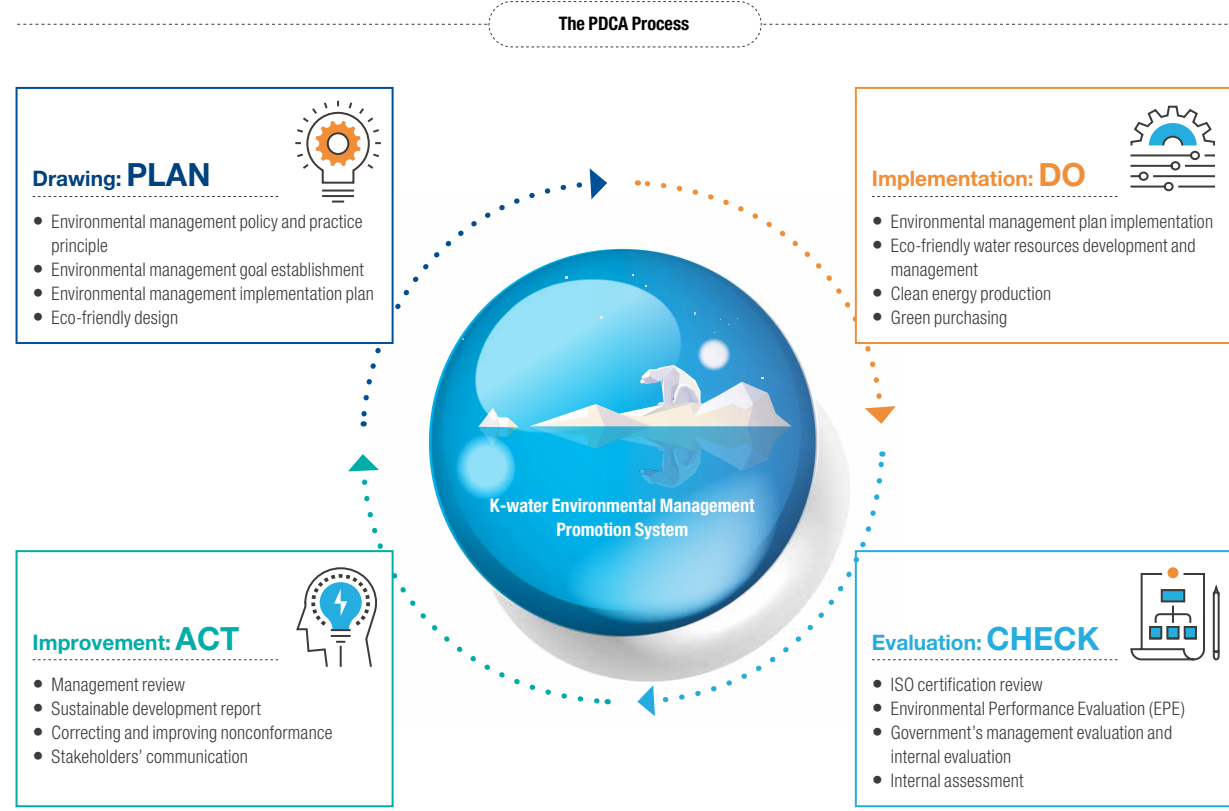 The PDCA Process
Drawing: PLAN
● Environmental management policy and practice
principle
● Environmental management goal establishment
● Environmental management implementation plan
● Eco-friendly design
Implementation: DO
● Environmental management plan implementation
● Eco-friendly water resources development and
management
● Clean energy production
● Green purchasing
K-water Environmental Management
Promotion System
Improvement: ACT
● Management review
● Sustainable development report
● Correcting and improving nonconformance
● Stakeholders’ communication
Evaluation: CHECK
● ISO certification review
● Environmental Performance Evaluation (EPE)
● Government’s management evaluation and
internal evaluation
● Internal assessment